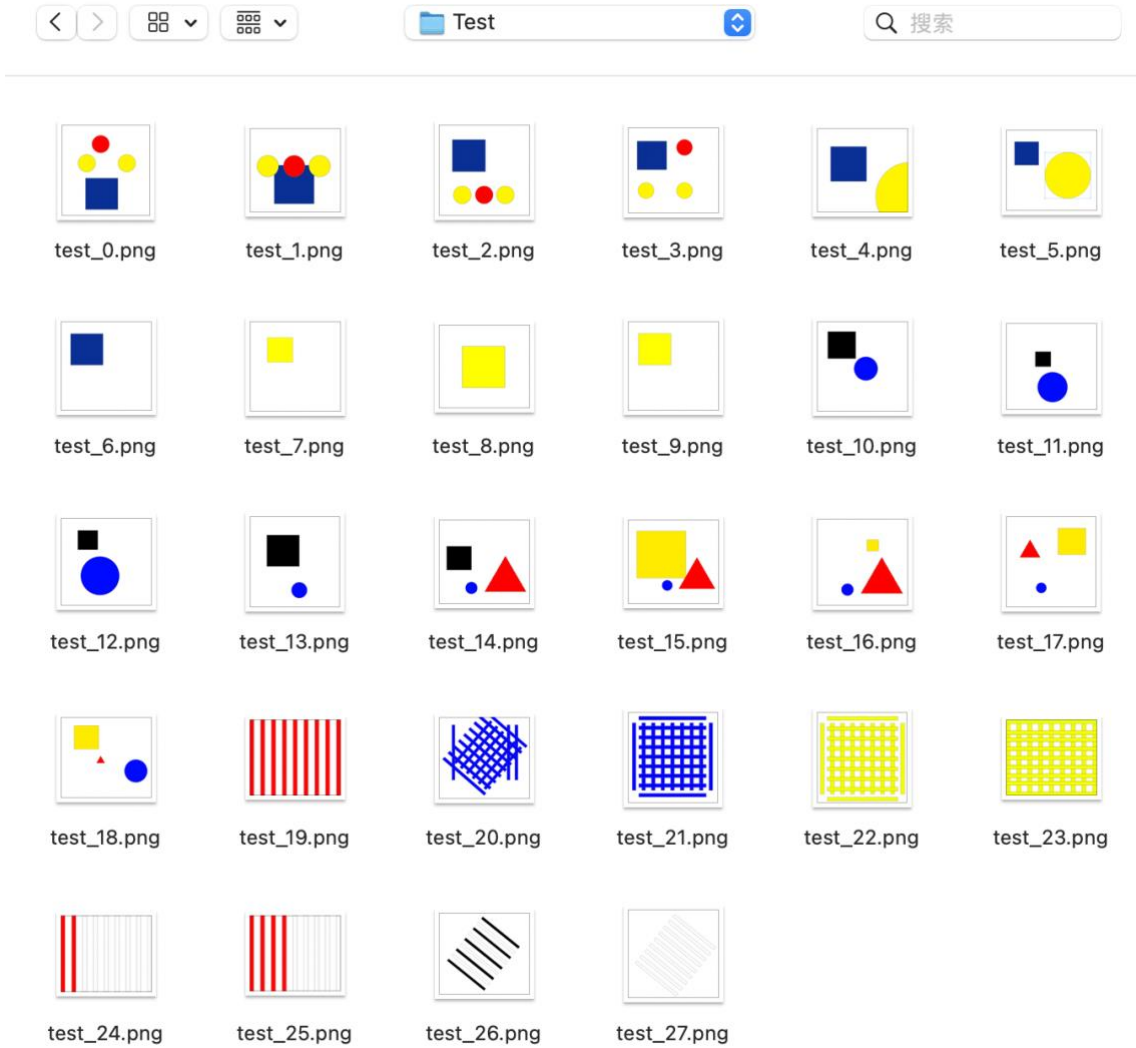 Test
搜索
test_0.png
test_1.png
test_2.png
test_3.png
test_4.png
test_5.png
test_6.png
test_7.png
test_8.png
test_9.png
test_10.png
test_11.png
test_12.png
test_13.png
test_14.png
test_15.png
test_16.png
test_17.png
test_18.png
test_19.png
test_20.png
test_21.png
test_22.png
test_23.png
test_24.png
test_25.png
test_26.png
test_27.png